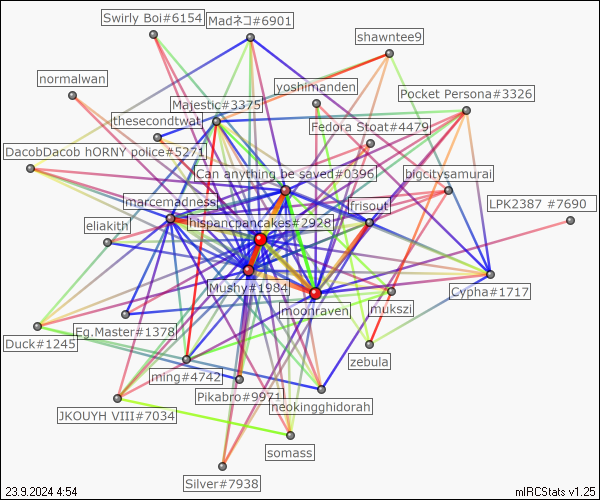 Swirly Boi#6154
Madネコ#6901
shawntee9
normalwan
yoshimanden
Pocket Persona#3326
Majestic#3375
thesecondtwat
Fedora Stoat#4479
DacobDacob hORNY police#5271
Can anything be saved#0396
bigcitysamurai
marcemadness
frisout
LPK2387 #7690
eliakith
hispanicpancakes#2928
Mushy#1984
Cypha#1717
moonraven
mukszi
Eg.Master#1378
Duck#1245
zebula
ming#4742
Pikabro#9971
neokingghidorah
JKOUYH VIII#7034
somass
Silver#7938
23.9.2024 4:54
mIRCStats v1.25